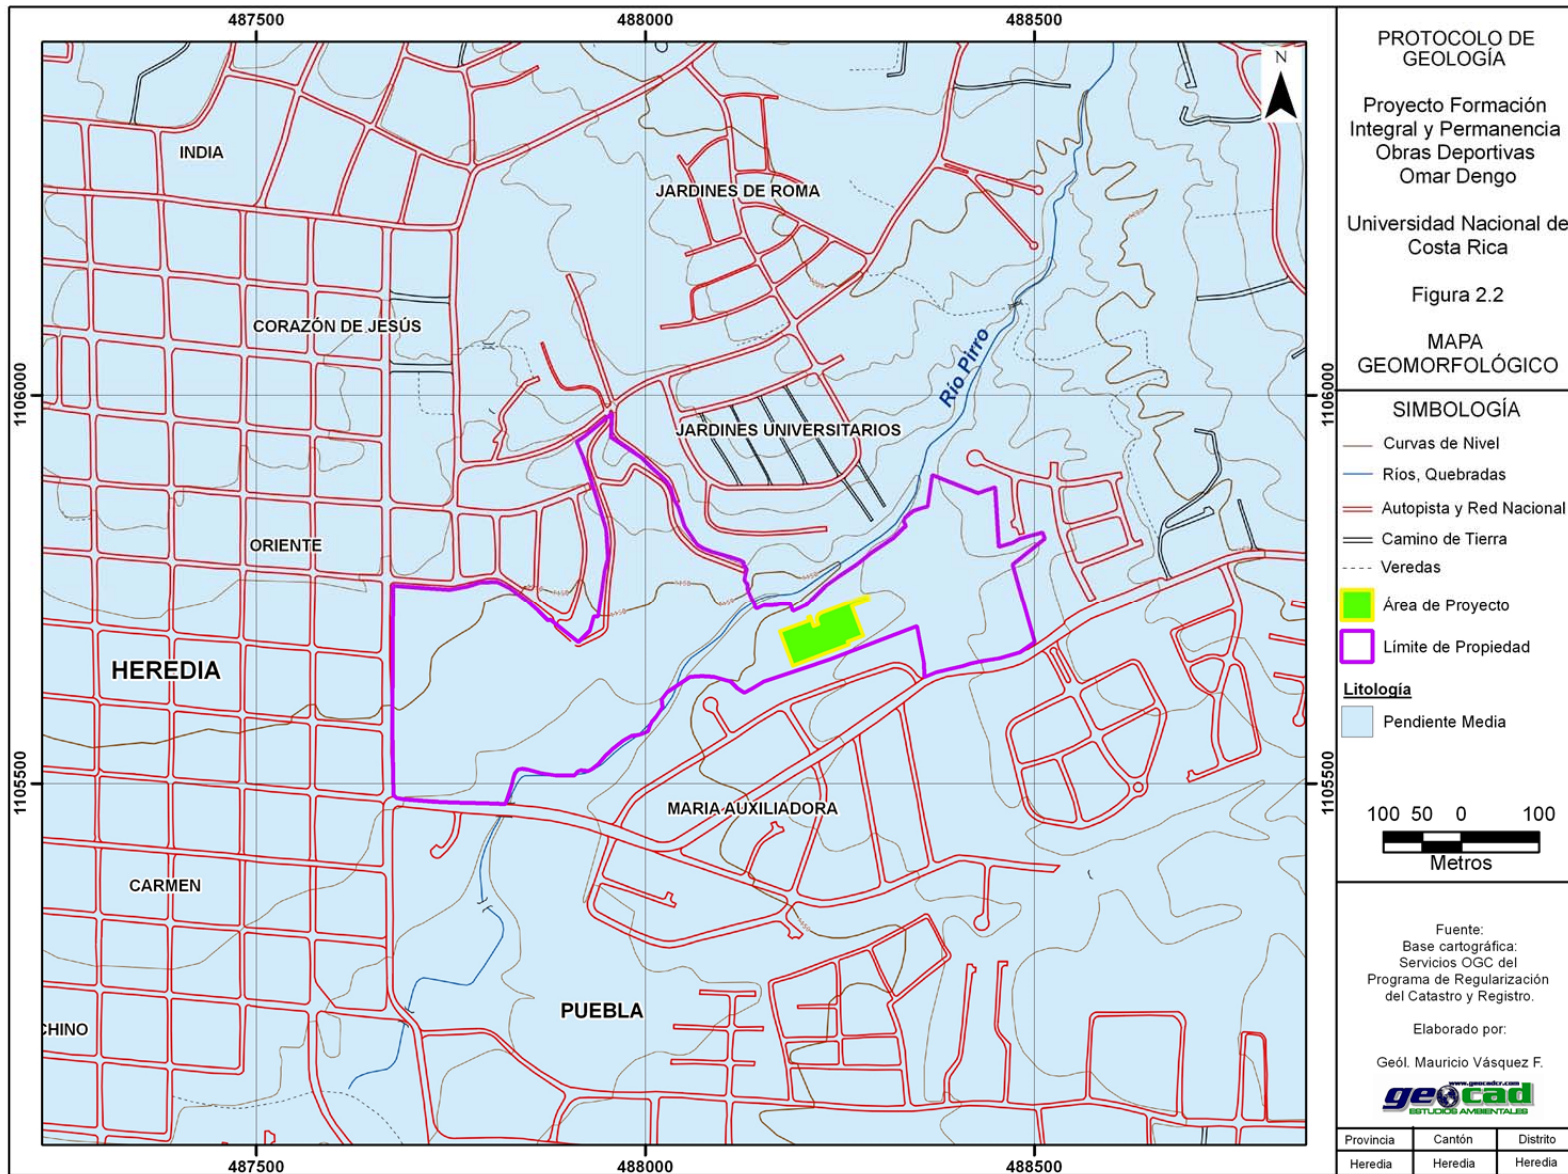 487500
488000
488500
1106000
1105500
1106000
1105500
487500
488000
488500
N
INDIA
JARDINES DE ROMA
CORAZÓN DE JESÚS
Río Pirro
JARDINES UNIVERSITARIOS
ORIENTE
HEREDIA
MARIA AUXILIADORA
CARMEN
PUEBLA
CHINO
PROTOCOLO DE
GEOLOGÍA
Proyecto Formación
Integral y Permanencia
Obras Deportivas
Omar Dengo
Universidad Nacional de
Costa Rica
Figura 2.2
MAPA
GEOMORFOLÓGICO
SIMBOLOGÍA
Curvas de Nivel
Ríos, Quebradas
Autopista y Red Nacional
Camino de Tierra
Veredas
Área de Proyecto
Límite de Propiedad
Litología
Pendiente Media
100 50 0 100
Metros
Fuente:
Base cartográfica:
Servicios OGC del
Programa de Regularización
del Catastro y Registro.
Elaborado por:
Geól. Mauricio Vásquez F.
www.geocadcr.com
geocad
ESTUDIOS AMBIENTALES
Provincia Cantón Distrito
Heredia Heredia Heredia